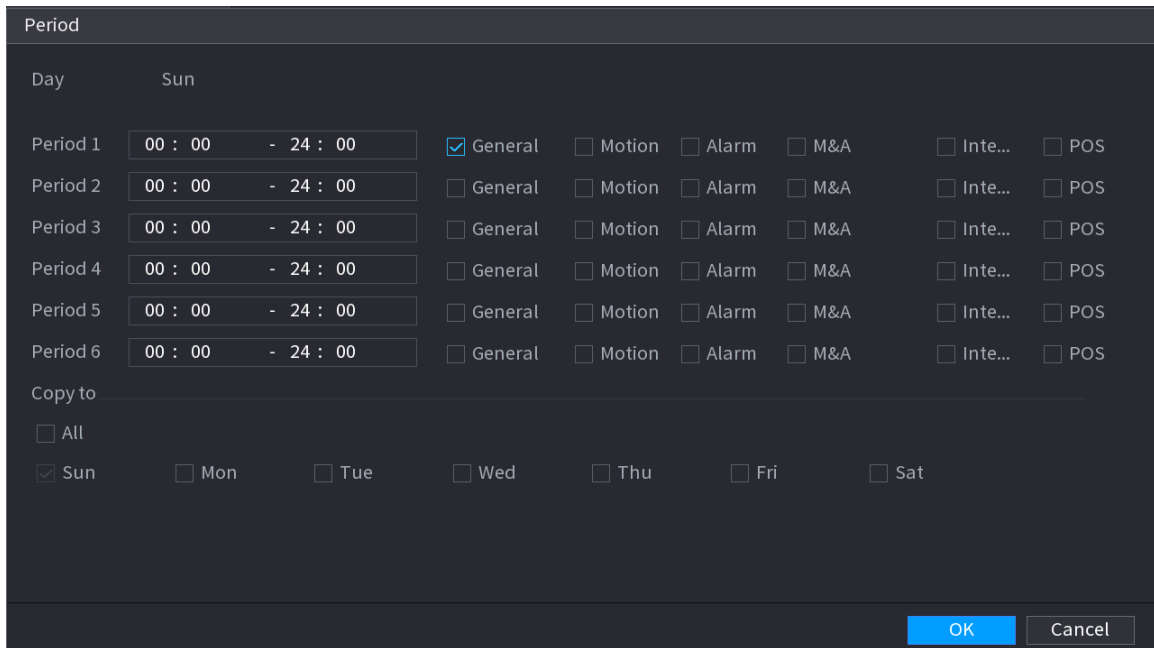 Period
Day Sun
Period 1 00 : 00 - 24 : 00 General Motion Alarm M&A Inte... POS
Period 2 00 : 00 - 24 : 00 General Motion Alarm M&A Inte... POS
Period 3 00 : 00 - 24 : 00 General Motion Alarm M&A Inte... POS
Period 4 00 : 00 - 24 : 00 General Motion Alarm M&A Inte... POS
Period 5 00 : 00 - 24 : 00 General Motion Alarm M&A Inte... POS
Period 6 00 : 00 - 24 : 00 General Motion Alarm M&A Inte... POS
Copy to
All
Sun Mon Tue Wed Thu Fri Sat
OK Cancel